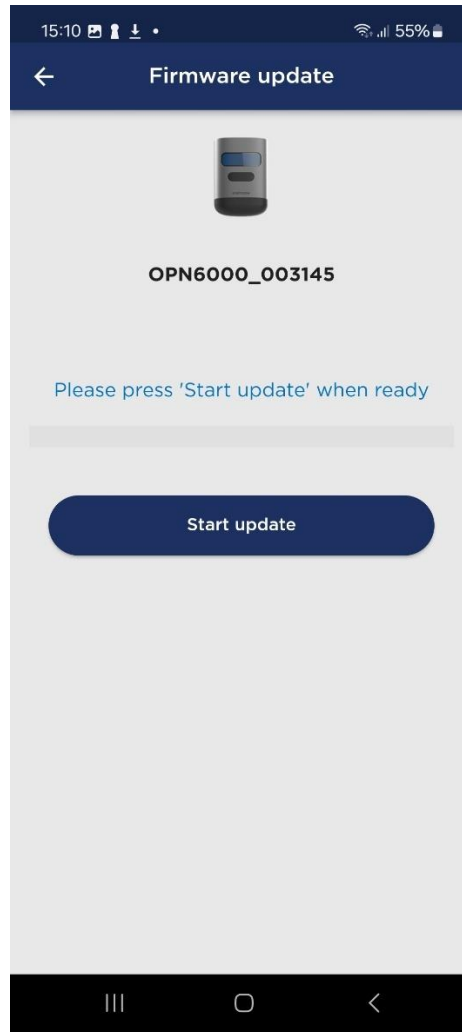 15:10 55%
Firmware update
OPN6000_003145
Please press 'Start update' when ready
Start update